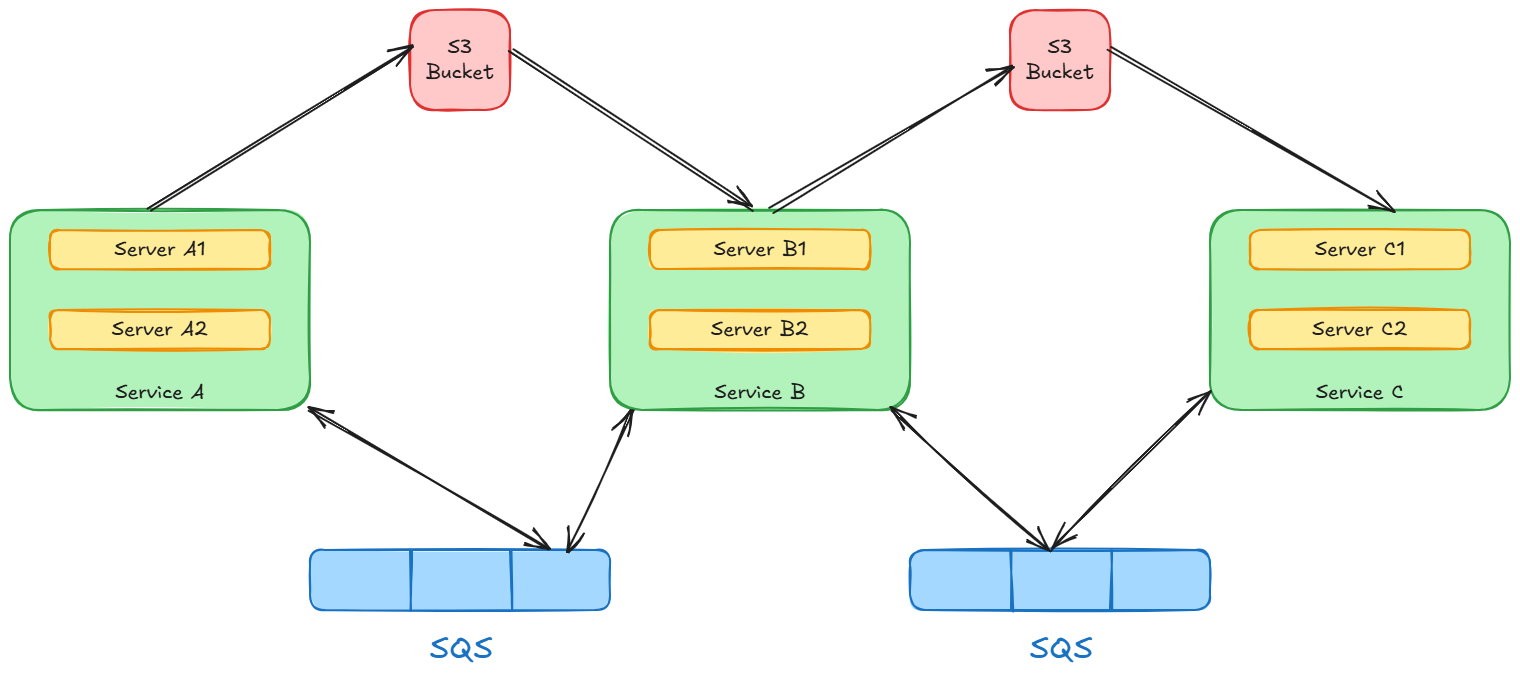 S3
Bucket
S3
Bucket
Server A1
Server B1
Server C1
Server A2
Server B2
Server C2
Service A
Service B
Service C
SQS
SQS